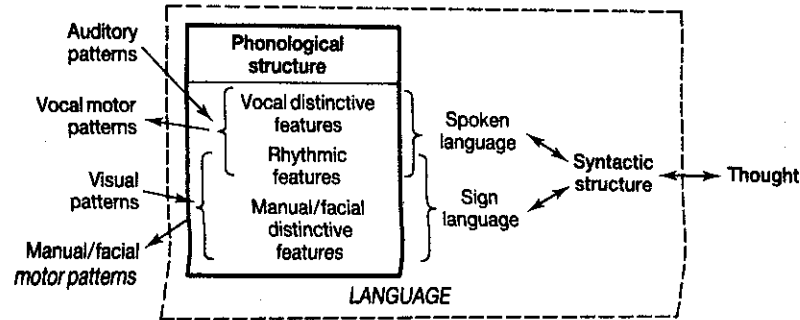 Auditory
patterns
Vocal motor
patterns
Visual
patterns
Manual/facial
motor patterns
Phonological
structure
Vocal distinctive
features
Rhythmic
features
Manual/facial
distinctive
features
Spoken
language
Sign
language
Syntactic
structure
Thought
LANGUAGE